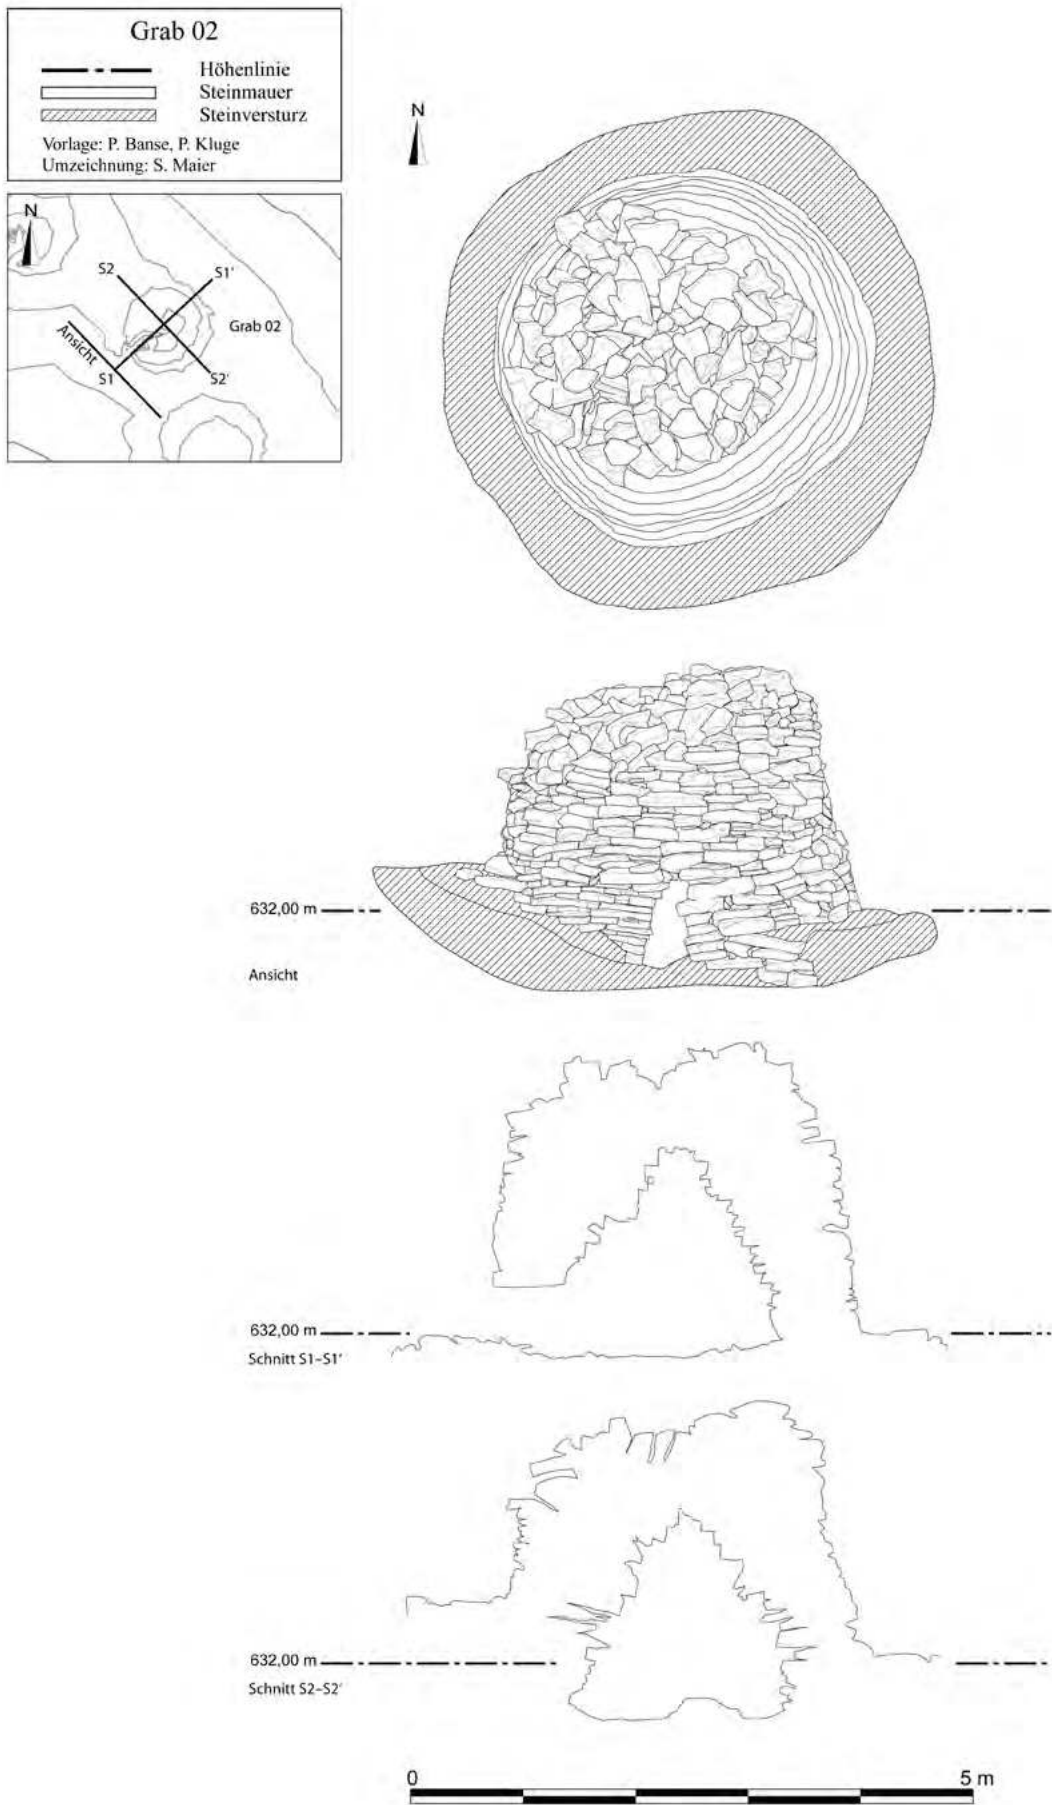 Grab 02
Höhenlinie
Steinmauer
Steinversturz
Vorlage: P. Banse, P. Kluge
Umzeichnung: S. Maier
N
S2
S1'
Grab 02
Ansicht
S1
S2'
N
632,00 m
Ansicht
632,00 m
Schnitt S1–S1'
632,00 m
Schnitt S2–S2'
0
5 m